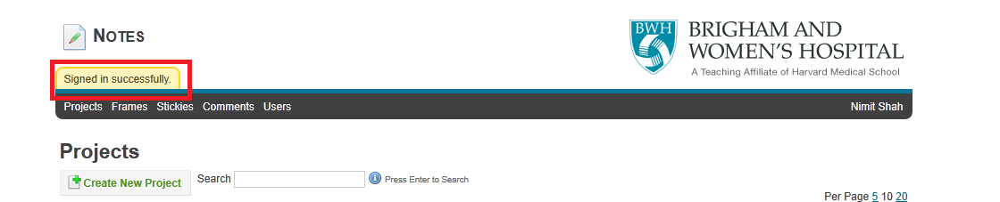 NOTES
BWH
BRIGHAM AND
WOMEN'S HOSPITAL
A Teaching Affiliate of Harvard Medical School
Signed in successfully.
Projects Frames Stickies Comments Users Nimit Shah
Projects
Create New Project Search Press Enter to Search
Per Page 5 10 20